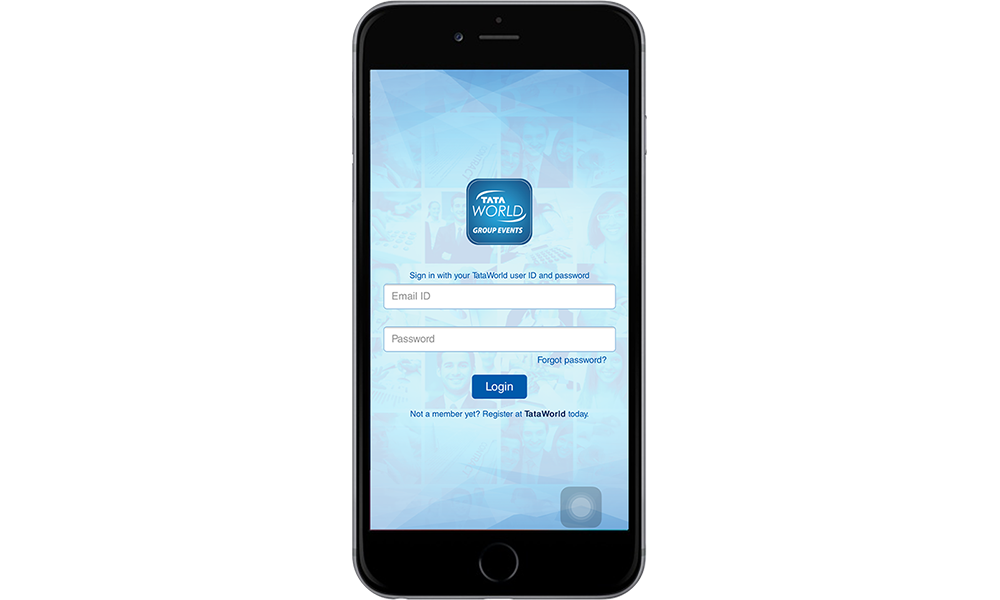 TATA
WORLD
GROUP EVENTS
Sign in with your TataWorld user ID and password
Email ID
Password
Forgot password?
Login
Not a member yet? Register at TataWorld today.